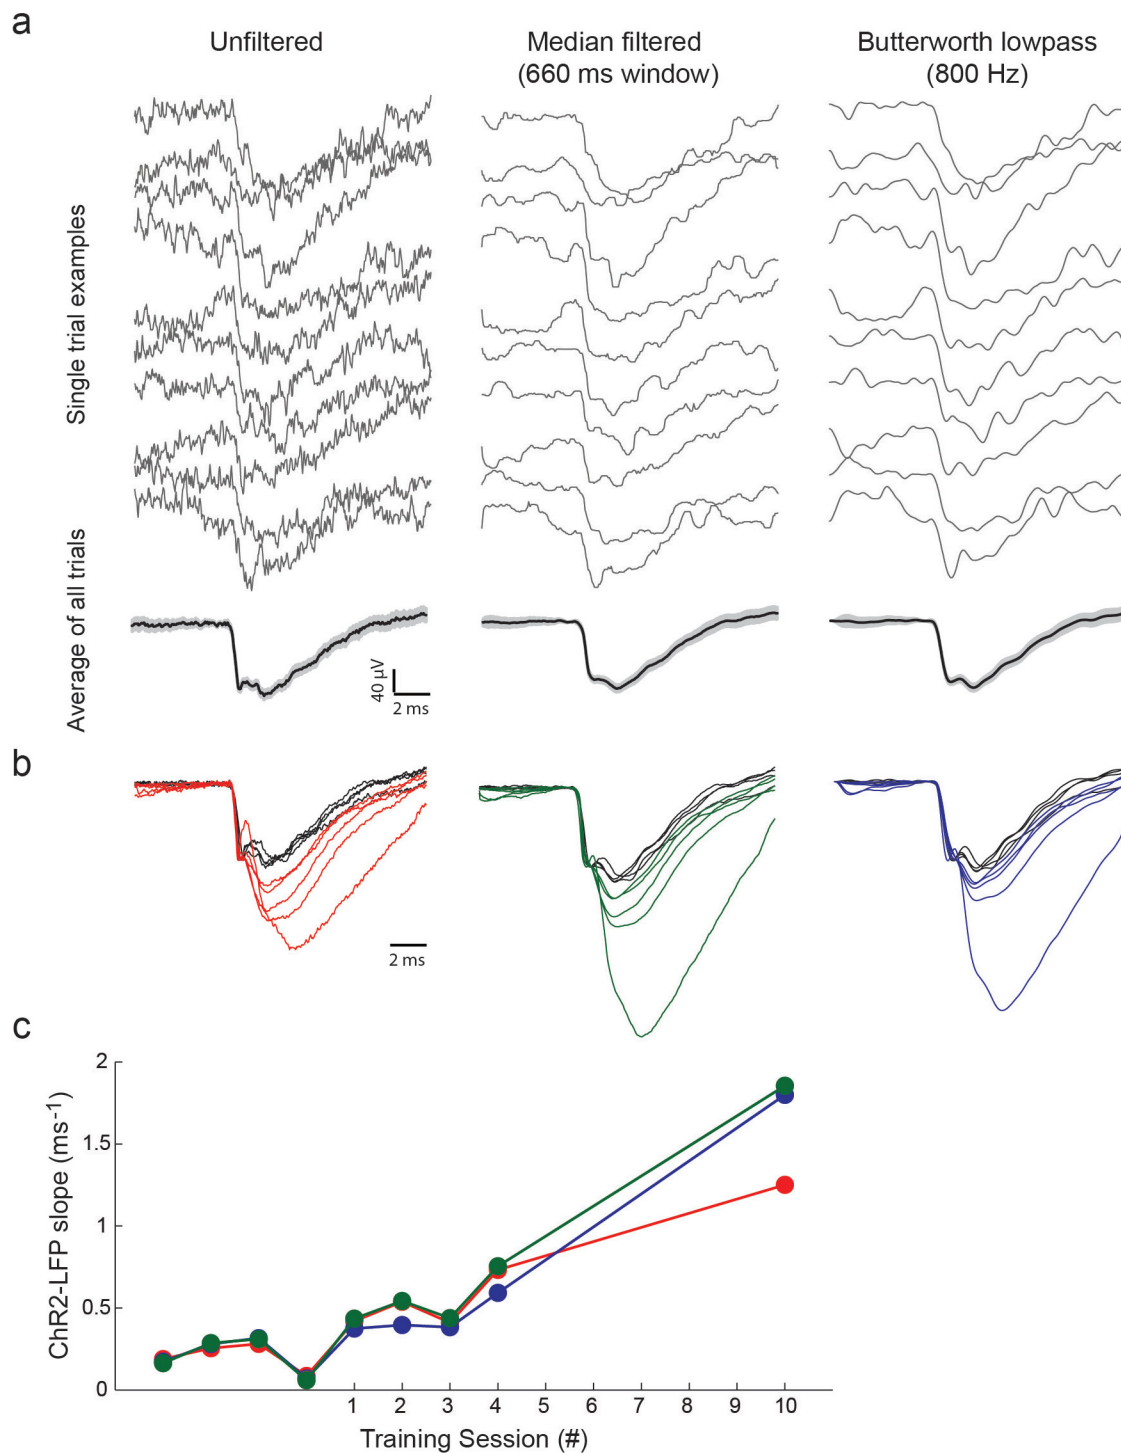 a
Unfiltered
Median filtered
(660 ms window)
Butterworth lowpass
(800 Hz)
Single trial examples
Average of all trials
40 µV
2 ms
b
2 ms
c
ChR2-LFP slope (ms-1)
2
1.5
1
0.5
0
1 2 3 4 5 6 7 8 9 10
Training Session (#)